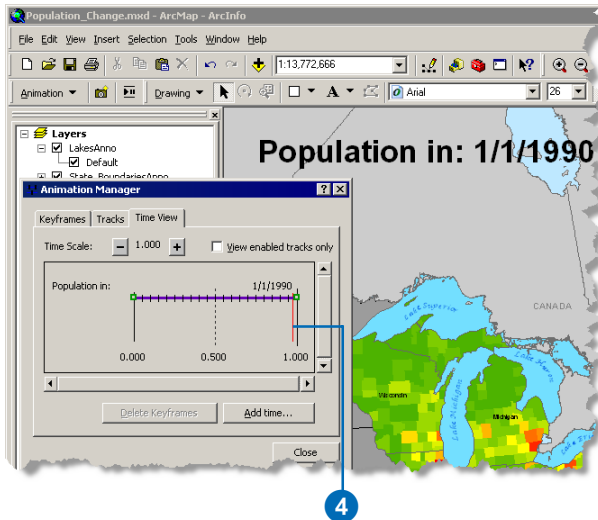 Population_Change.mxd - ArcMap - ArcInfo
File Edit View Insert Selection Tools Window Help
1:13,772,666
Animation Drawing A Arial 26
Layers
LakesAnno
Default
State_BoundariesAnno
Population in: 1/1/1990
Animation Manager
Keyframes Tracks Time View
Time Scale: 1.000 View enabled tracks only
Population in: 1/1/1990
0.000 0.500 1.000
Delete Keyframes Add time...
Close
CANADA
Lake Superior
Lake Huron
Lake Michigan
Wisconsin
Michigan
4